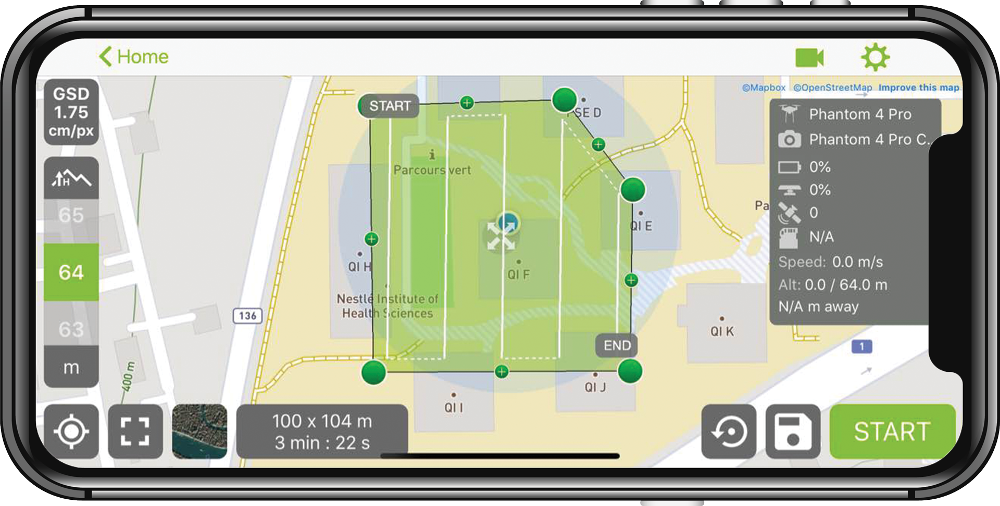 Home
©Mapbox ©OpenStreetMap Improve this map
GSD
1.75
cm/px
H
65
64
63
m
START
SE D
i
Parcours vert
QI E
QI H
QI F
Nestlé Institute of
Health Sciences
136
400 m
END
QI J
QI I
QI K
Pa
1
Phantom 4 Pro
Phantom 4 Pro C..
0%
0%
0
N/A
Speed: 0.0 m/s
Alt: 0.0 / 64.0 m
N/A m away
100 x 104 m
3 min : 22 s
START